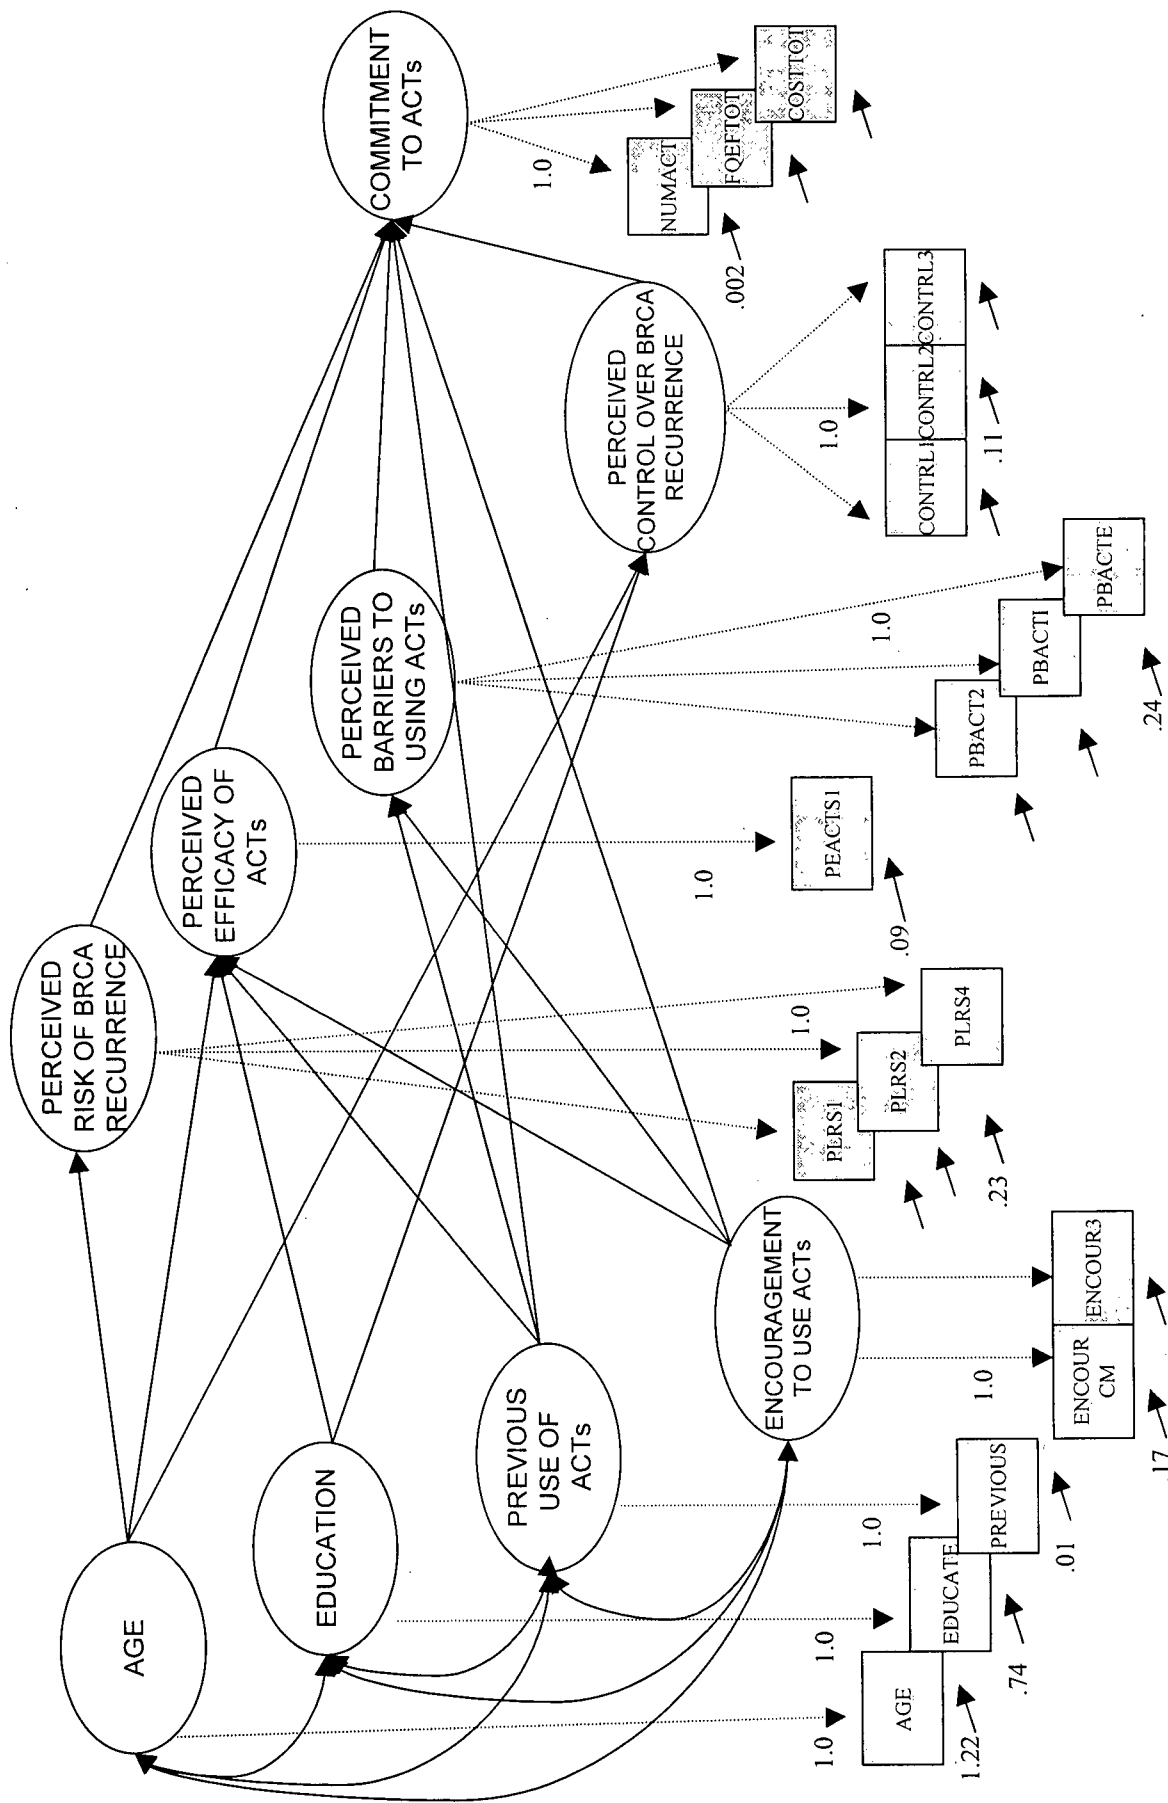 AGE
EDUCATION
PREVIOUS
USE OF
ACTs
ENCOURAGEMENT
TO USE ACTs
PERCEIVED
RISK OF BRCA
RECURRENCE
PERCEIVED
EFFICACY OF
ACTs
PERCEIVED
BARRIERS TO
USING ACTs
PERCEIVED
CONTROL OVER BRCA
RECURRENCE
COMMITMENT
TO ACTs
1.0
AGE
1.22
1.0
EDUCATE
.74
1.0
PREVIOUS
.01
1.0
ENCOUR
CM
ENCOUR3
.17
1.0
PLRS1
PLRS2
PLRS4
.23
1.0
PEACTS1
.09
1.0
PBACT2
PBACTI
PBACTE
.24
1.0
CONTRL1
CONTRL2
CONTRL3
.11
1.0
NUMACT
FQEFTOT
COSTTOT
.002